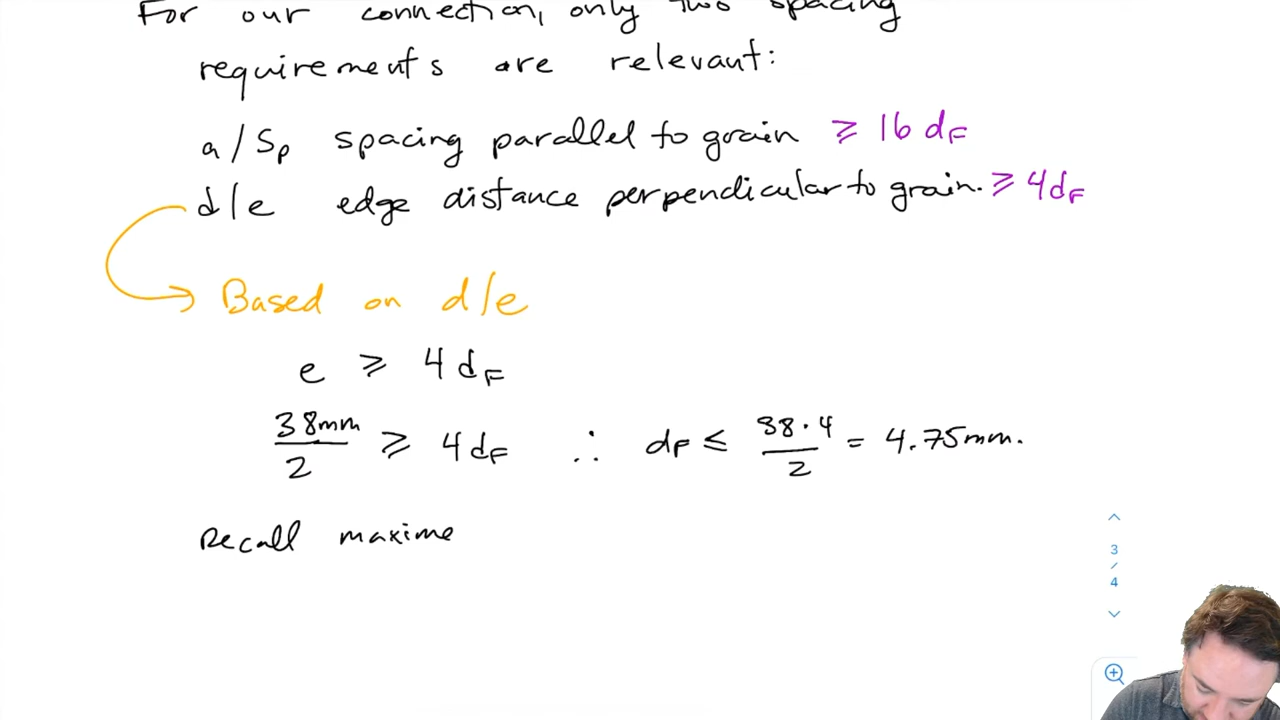 For our connection, only two spacing
requirements are relevant:
a/Sp spacing parallel to grain ≥ 16 dF
d/e edge distance perpendicular to grain. ≥ 4dF
Based on d/e
e ≥ 4 dF
38mm/2 ≥ 4 dF ∴ dF ≤ 38·4/2 = 4.75mm.
Recall maxime
3
/
4